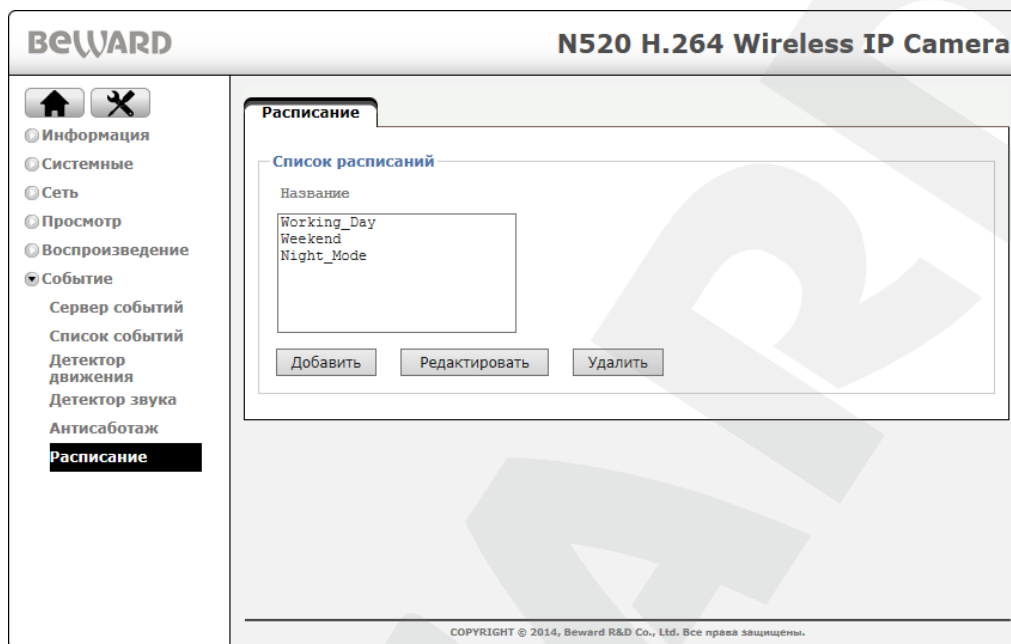 BEWARD
N520 H.264 Wireless IP Camera
Информация
Системные
Сеть
Просмотр
Воспроизведение
Событие
Сервер событий
Список событий
Детектор
движения
Детектор звука
Антисаботаж
Расписание
Расписание
Список расписаний
Название
Working_Day
Weekend
Night_Mode
Добавить
Редактировать
Удалить
COPYRIGHT © 2014, Beward R&D Co., Ltd. Все права защищены.